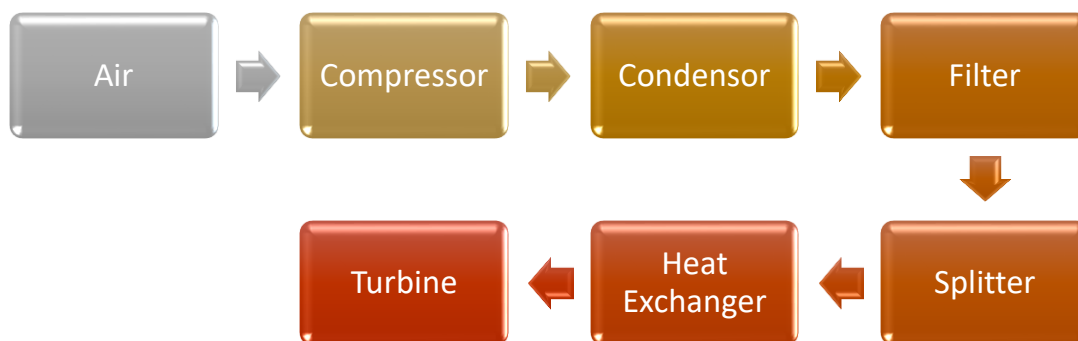 Air
Compressor
Condensor
Filter
Splitter
Heat
Exchanger
Turbine